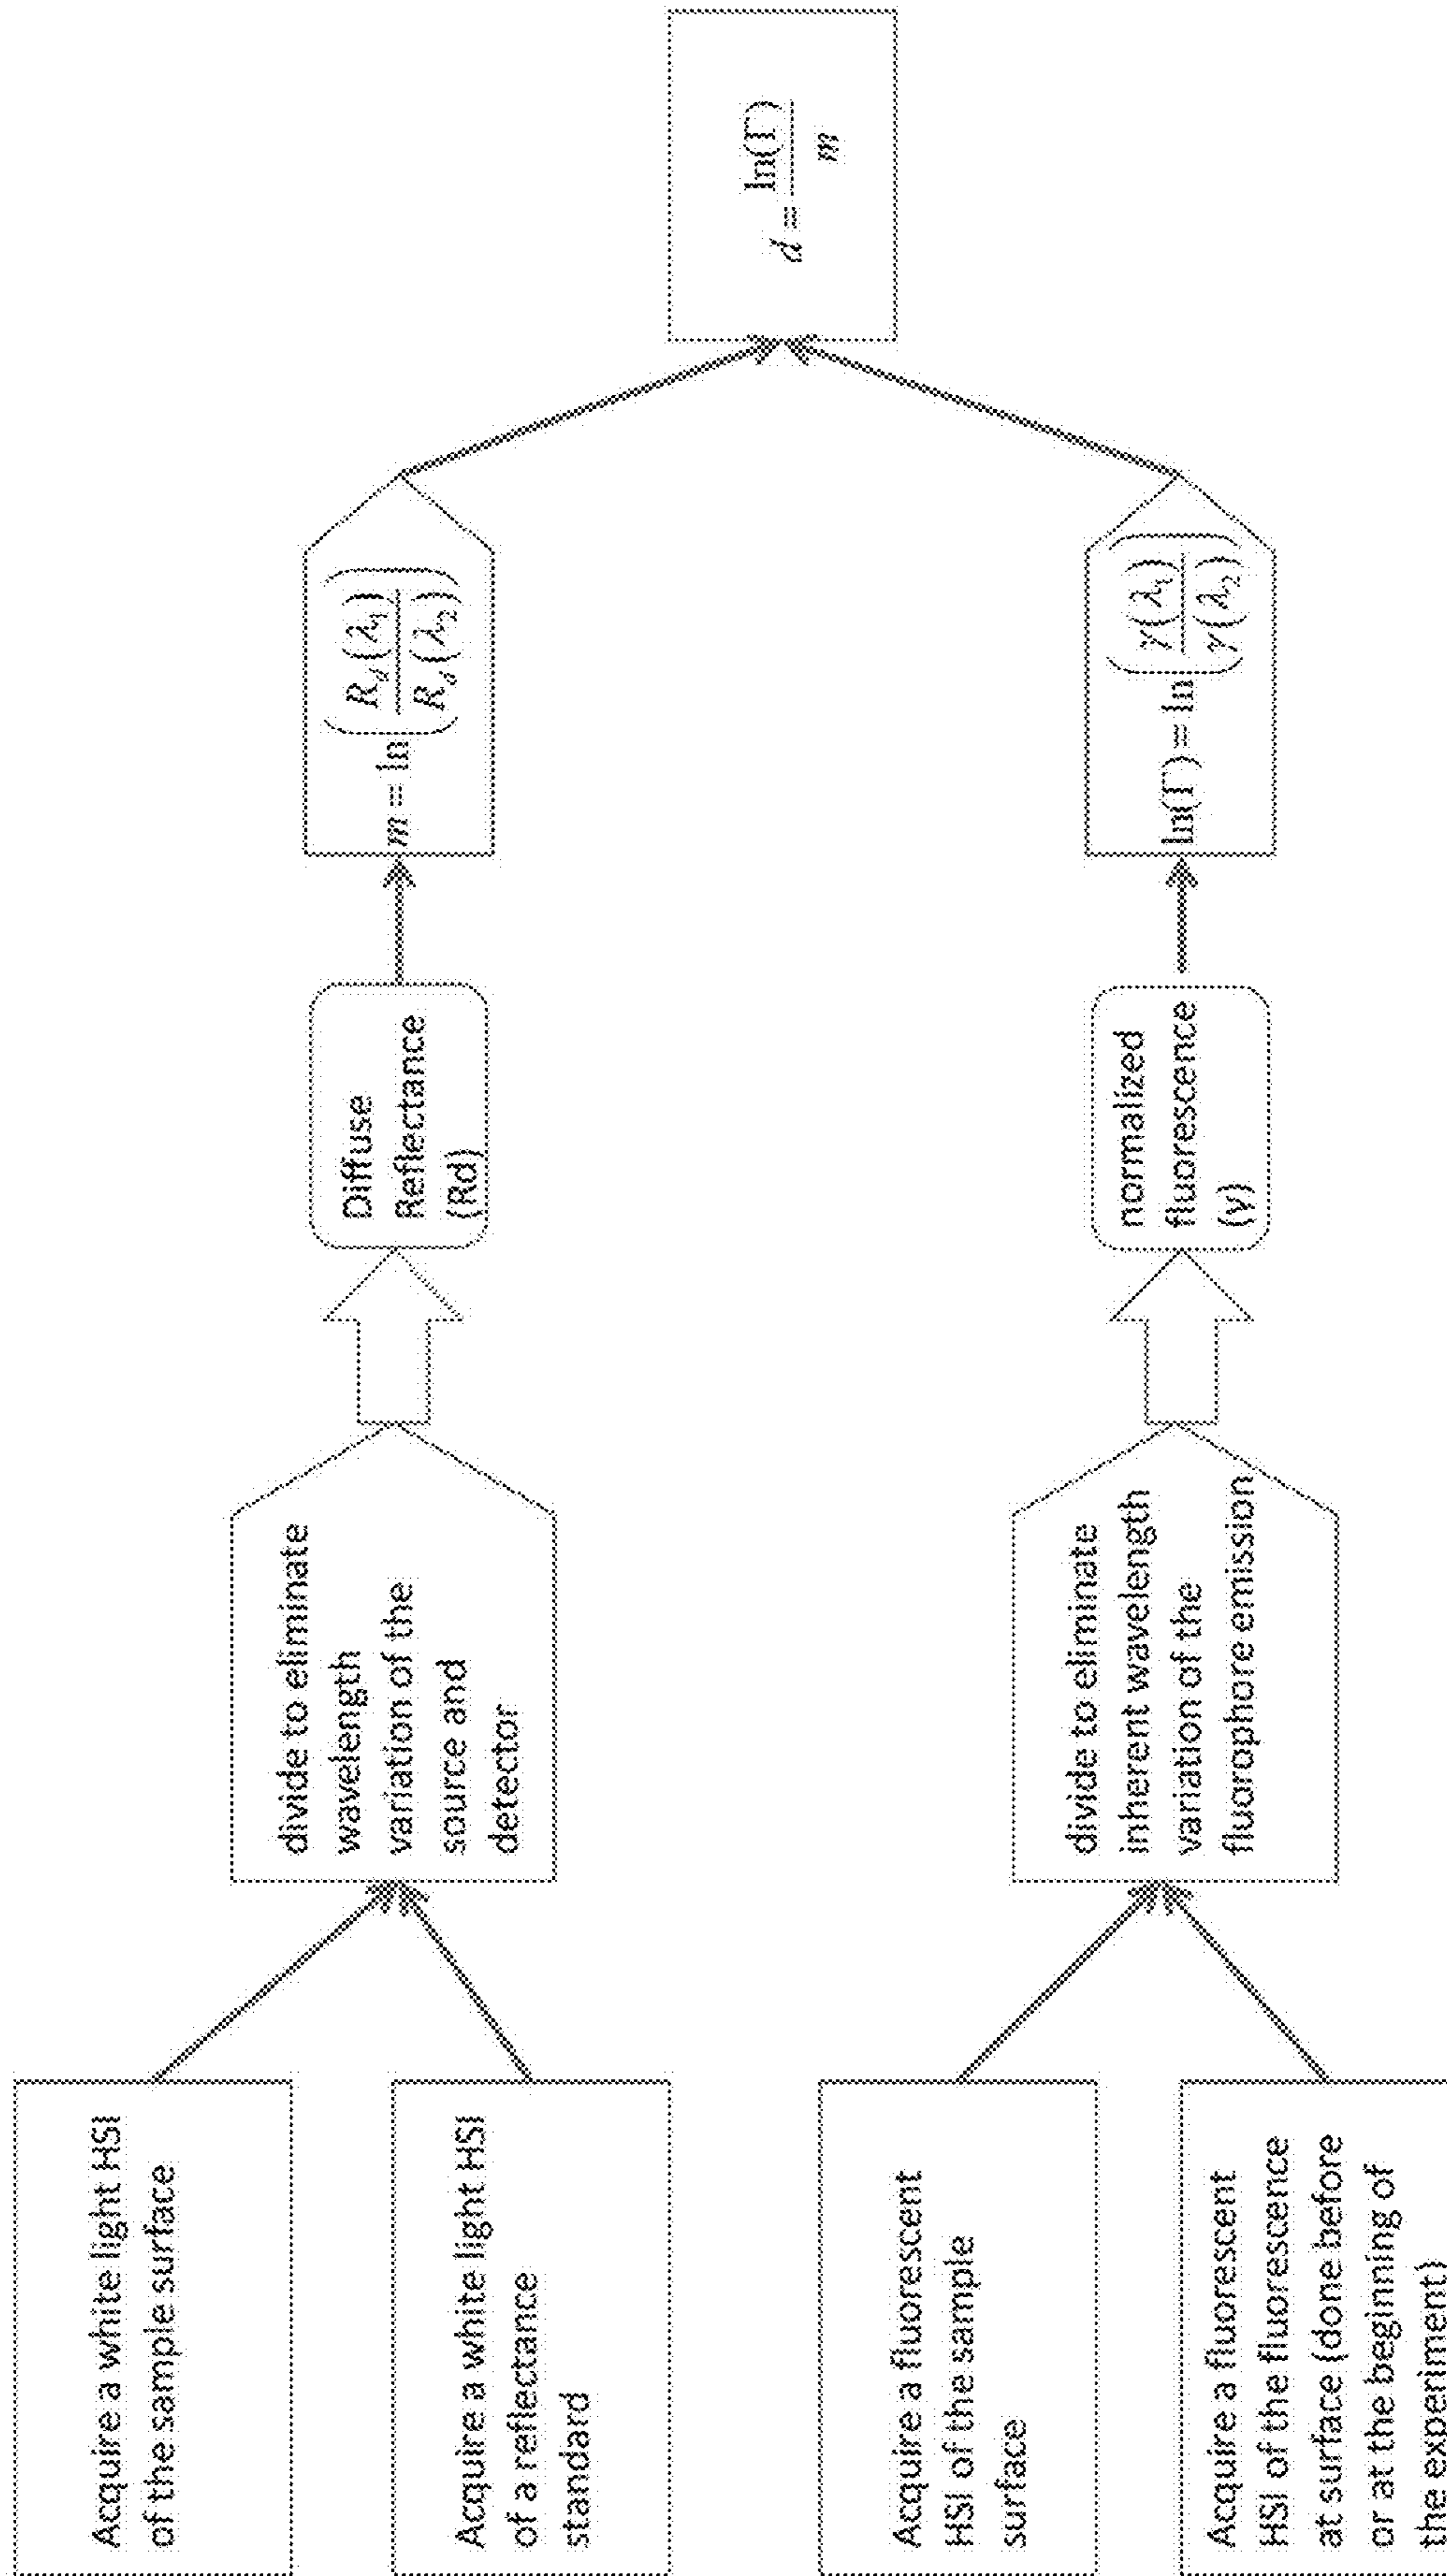 Acquire a white light HSI
of the sample surface
Acquire a white light HSI
of a reflectance
standard
divide to eliminate
wavelength
variation of the
source and
detector
Diffuse
Reflectance
(Rd)
m = ln(R_d(λ₁)/R_d(λ₂))
Acquire a fluorescent
HSI of the sample
surface
Acquire a fluorescent
HSI of the fluorescence
at surface (done before
or at the beginning of
the experiment)
divide to eliminate
inherent wavelength
variation of the
fluorophore emission
normalized
fluorescence
(γ)
ln(Γ) = ln(γ(λ₁)/γ(λ₂))
d = ln(Γ)/m